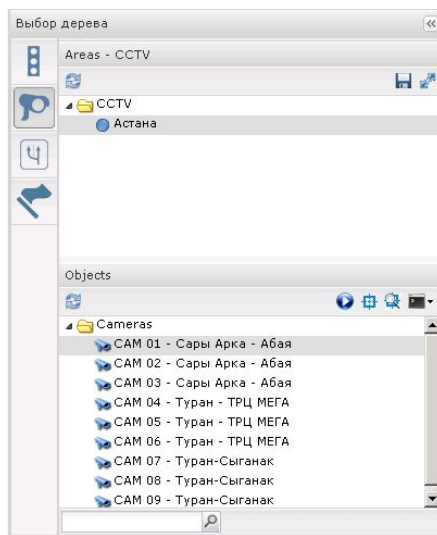 Выбор дерева
Areas - CCTV
CCTV
Астана
Objects
Cameras
CAM 01 - Сары Арка - Абая
CAM 02 - Сары Арка - Абая
CAM 03 - Сары Арка - Абая
CAM 04 - Туран - ТРЦ МЕГА
CAM 05 - Туран - ТРЦ МЕГА
CAM 06 - Туран - ТРЦ МЕГА
CAM 07 - Туран-Сыганак
CAM 08 - Туран-Сыганак
CAM 09 - Туран-Сыганак